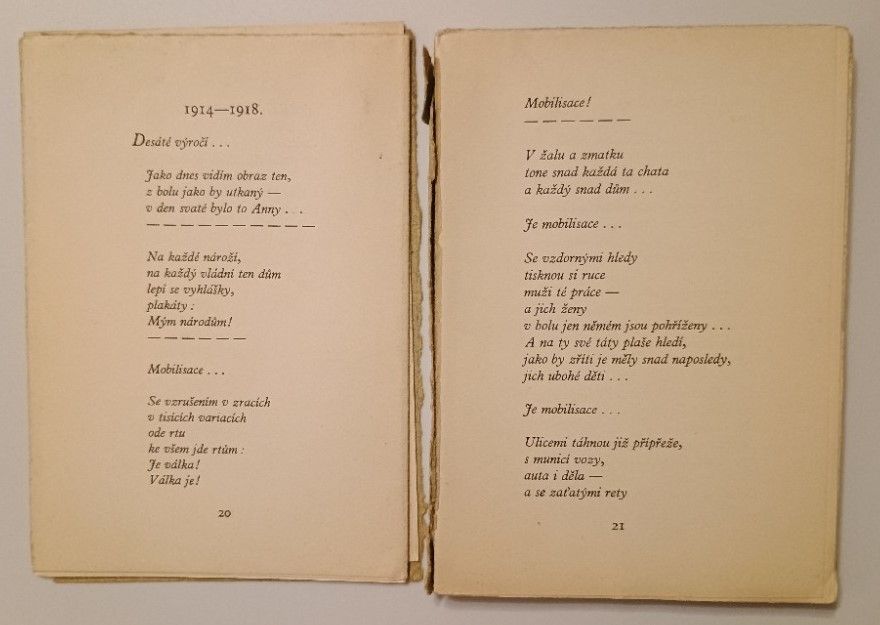 1914—1918.
Desáté výročí . . .
Jako dnes vidím obraz ten,
z bolu jako by utkaný —
v den svaté bylo to Anny . . .
— — — — — — — — — —
Na každé nároží,
na každý vládní ten dům
lepí se vyhlášky,
plakáty :
Mým národům!
— — — — — —
Mobilisace . . .
Se vzrušením v zracích
v tisících variacích
ode rtu
ke všem jde rtům :
Je válka!
Válka je!
20
Mobilisace!
— — — — — —
V žalu a zmatku
tone snad každá ta chata
a každý snad dům . . .
Je mobilisace . . .
Se vzdornými hledy
tisknou si ruce
muži té práce —
a jich ženy
v bolu jen němém jsou pohříženy . . .
A na ty své táty plaše hledí,
jako by zříti je měly snad naposledy,
jich ubohé děti . . .
Je mobilisace . . .
Ulicemi táhnou již přípřeže,
s municí vozy,
auta i děla —
a se zaťatými rety
21